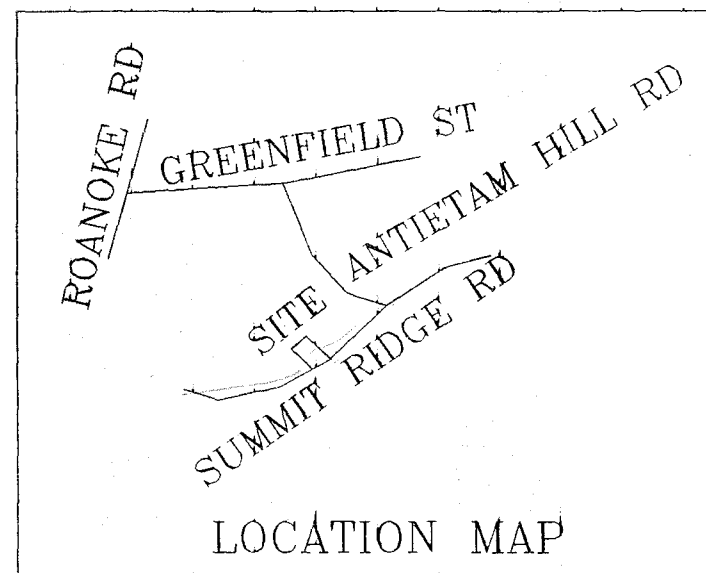 ROANOKE RD
GREENFIELD ST
ANTIETAM HILL RD
SITE
SUMMIT RIDGE RD
LOCATION MAP